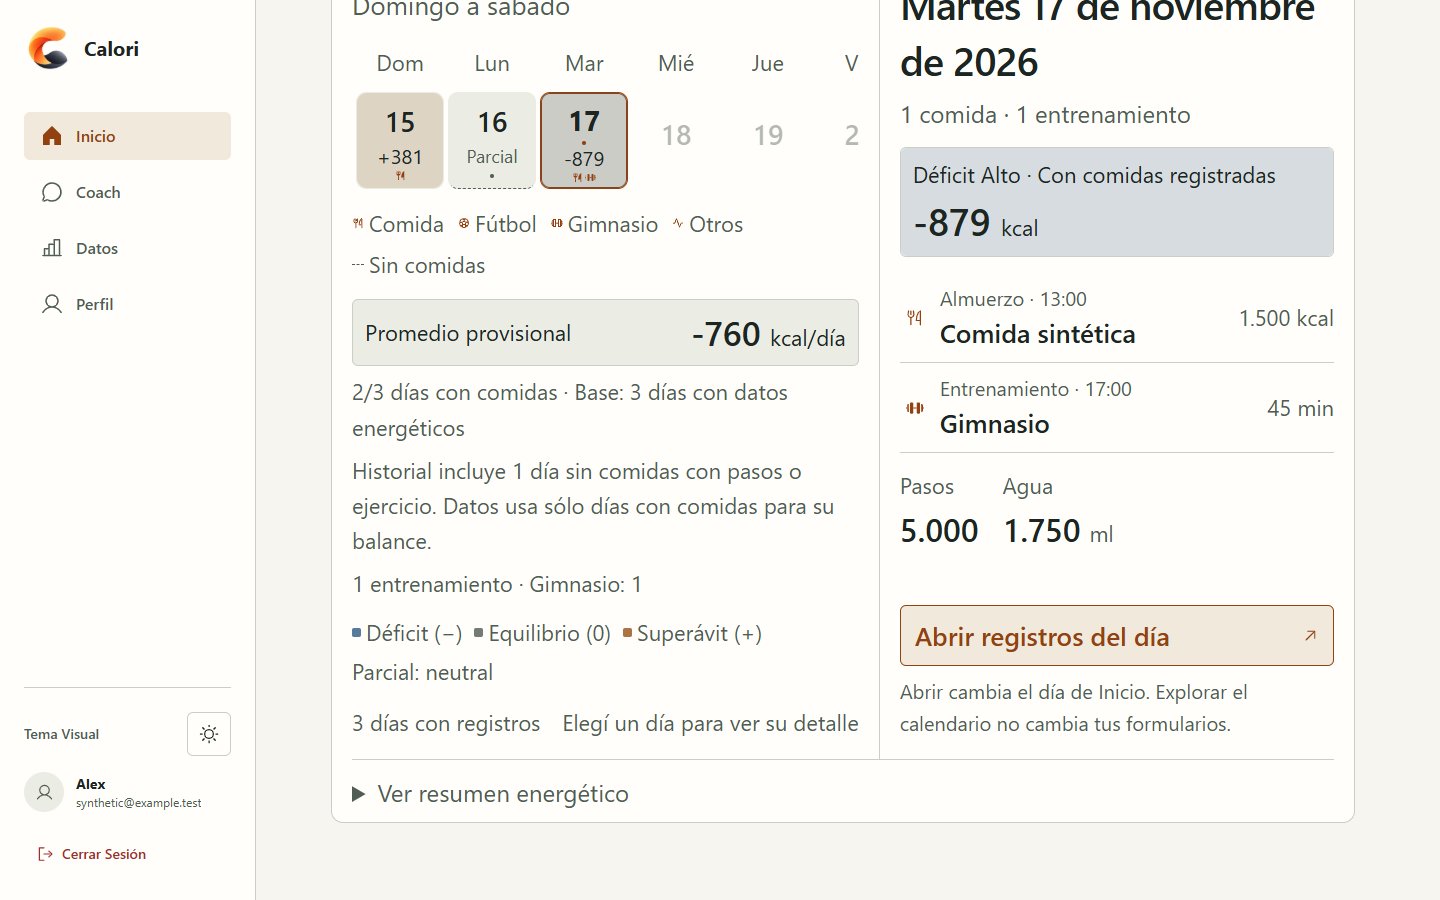 Calori
Inicio
Coach
Datos
Perfil
Tema Visual
Alex
synthetic@example.test
Cerrar Sesión
Domingo a sábado
Dom Lun Mar Mié Jue V
15 16 17 18 19 2
+381 Parcial -879
Comida Fútbol Gimnasio Otros
Sin comidas
Promedio provisional -760 kcal/día
2/3 días con comidas · Base: 3 días con datos
energéticos
Historial incluye 1 día sin comidas con pasos o
ejercicio. Datos usa sólo días con comidas para su
balance.
1 entrenamiento · Gimnasio: 1
Déficit (−) Equilibrio (0) Superávit (+)
Parcial: neutral
3 días con registros Elegí un día para ver su detalle
Martes 17 de noviembre
de 2026
1 comida · 1 entrenamiento
Déficit Alto · Con comidas registradas
-879 kcal
Almuerzo · 13:00
Comida sintética
1.500 kcal
Entrenamiento · 17:00
Gimnasio
45 min
Pasos Agua
5.000 1.750 ml
Abrir registros del día
Abrir cambia el día de Inicio. Explorar el
calendario no cambia tus formularios.
Ver resumen energético